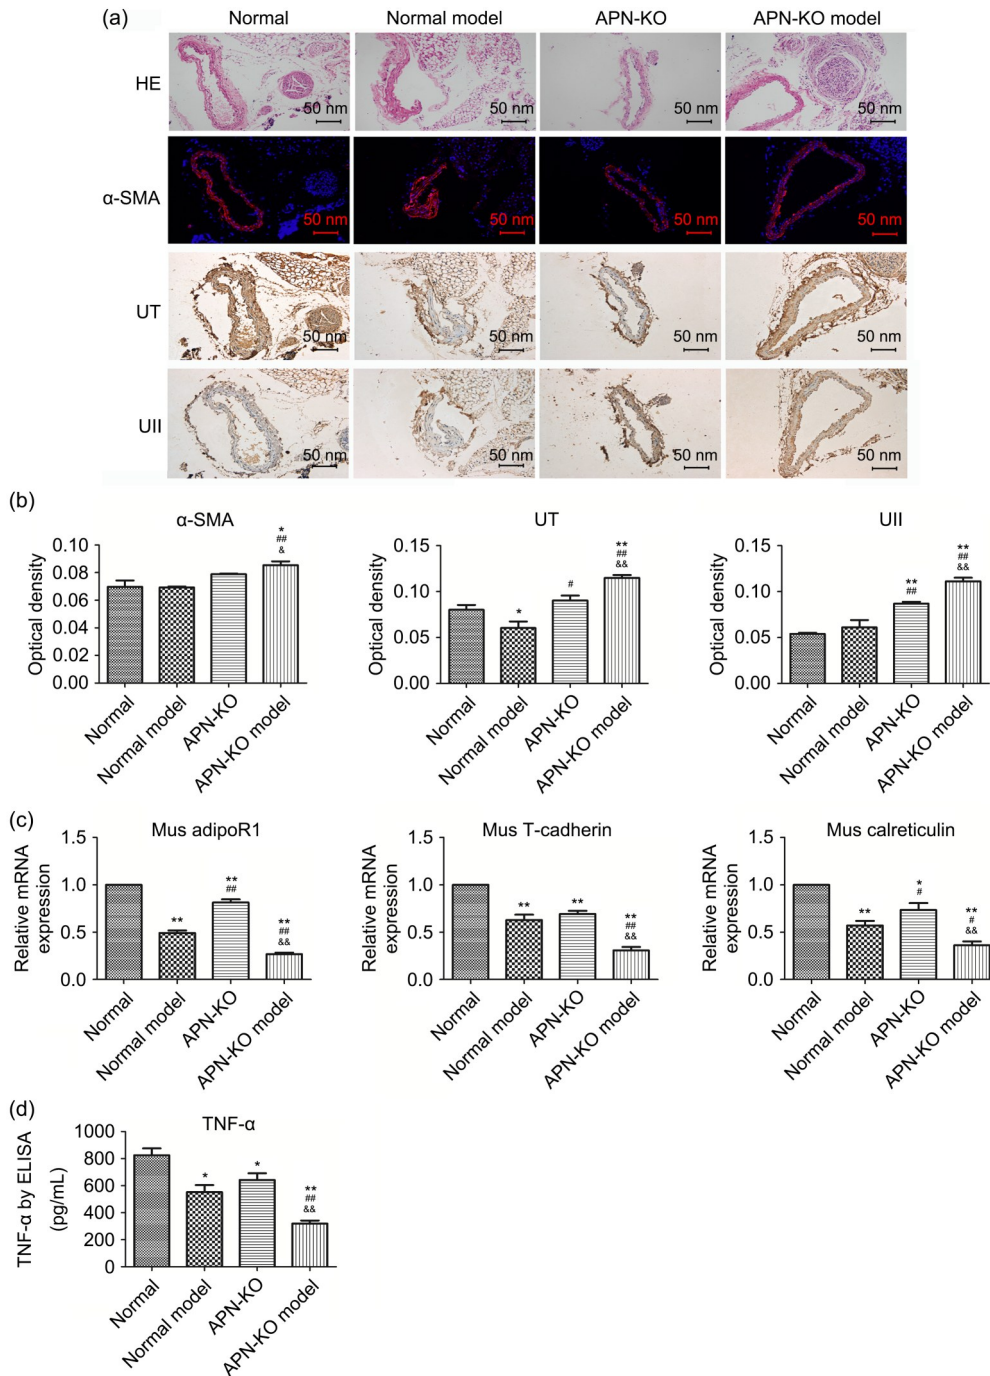 (a)
Normal Normal model APN-KO APN-KO model
HE
50 nm 50 nm 50 nm 50 nm
α-SMA
50 nm 50 nm 50 nm 50 nm
UT
50 nm 50 nm 50 nm 50 nm
UII
50 nm 50 nm 50 nm 50 nm
(b)
α-SMA
Optical density
0.10
0.08
0.06
0.04
0.02
0.00
*
##
&
Normal
Normal model
APN-KO
APN-KO model
UT
Optical density
0.15
0.10
0.05
0.00
*
#
**
##
&&
Normal
Normal model
APN-KO
APN-KO model
UII
Optical density
0.15
0.10
0.05
0.00
**
##
**
##
&&
Normal
Normal model
APN-KO
APN-KO model
(c)
Mus adipoR1
Relative mRNA
expression
1.5
1.0
0.5
0.0
**
**
##
**
##
&&
Normal
Normal model
APN-KO
APN-KO model
Mus T-cadherin
Relative mRNA
expression
1.5
1.0
0.5
0.0
**
**
**
##
&&
Normal
Normal model
APN-KO
APN-KO model
Mus calreticulin
Relative mRNA
expression
1.5
1.0
0.5
0.0
**
*
#
**
#
&&
Normal
Normal model
APN-KO
APN-KO model
(d)
TNF-α
TNF-α by ELISA
(pg/mL)
1000
800
600
400
200
0
*
*
**
##
&&
Normal
Normal model
APN-KO
APN-KO model